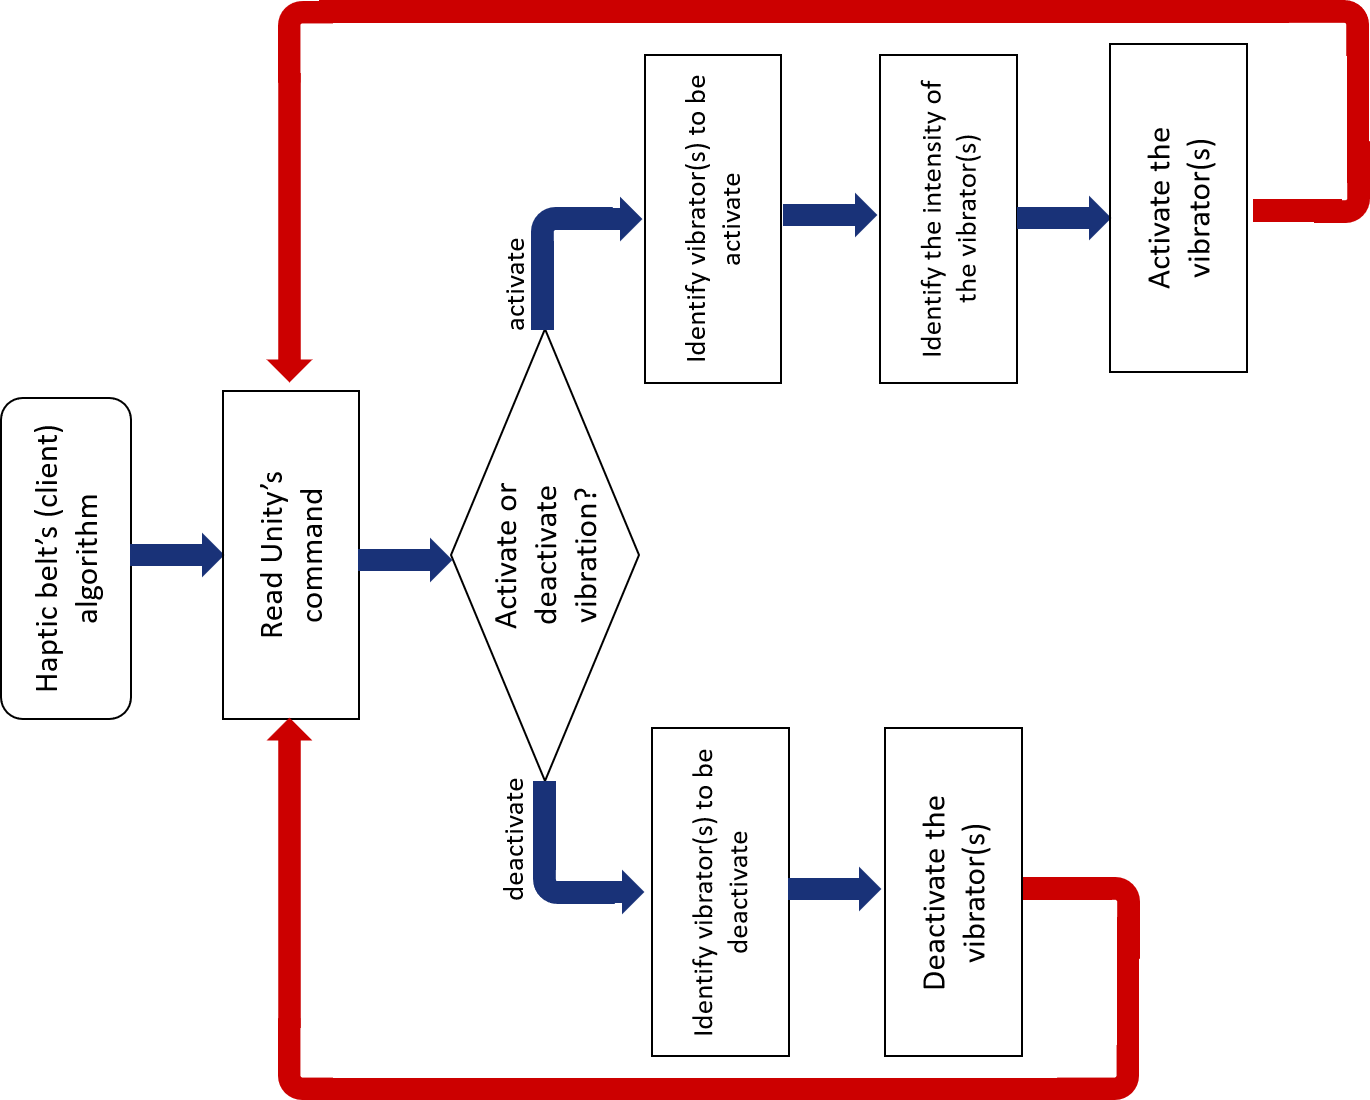 Haptic belt’s (client)
algorithm
Read Unity’s
command
Activate or
deactivate
vibration?
deactivate
activate
Identify vibrator(s) to be
deactivate
Deactivate the
vibrator(s)
Identify vibrator(s) to be
activate
Identify the intensity of
the vibrator(s)
Activate the
vibrator(s)